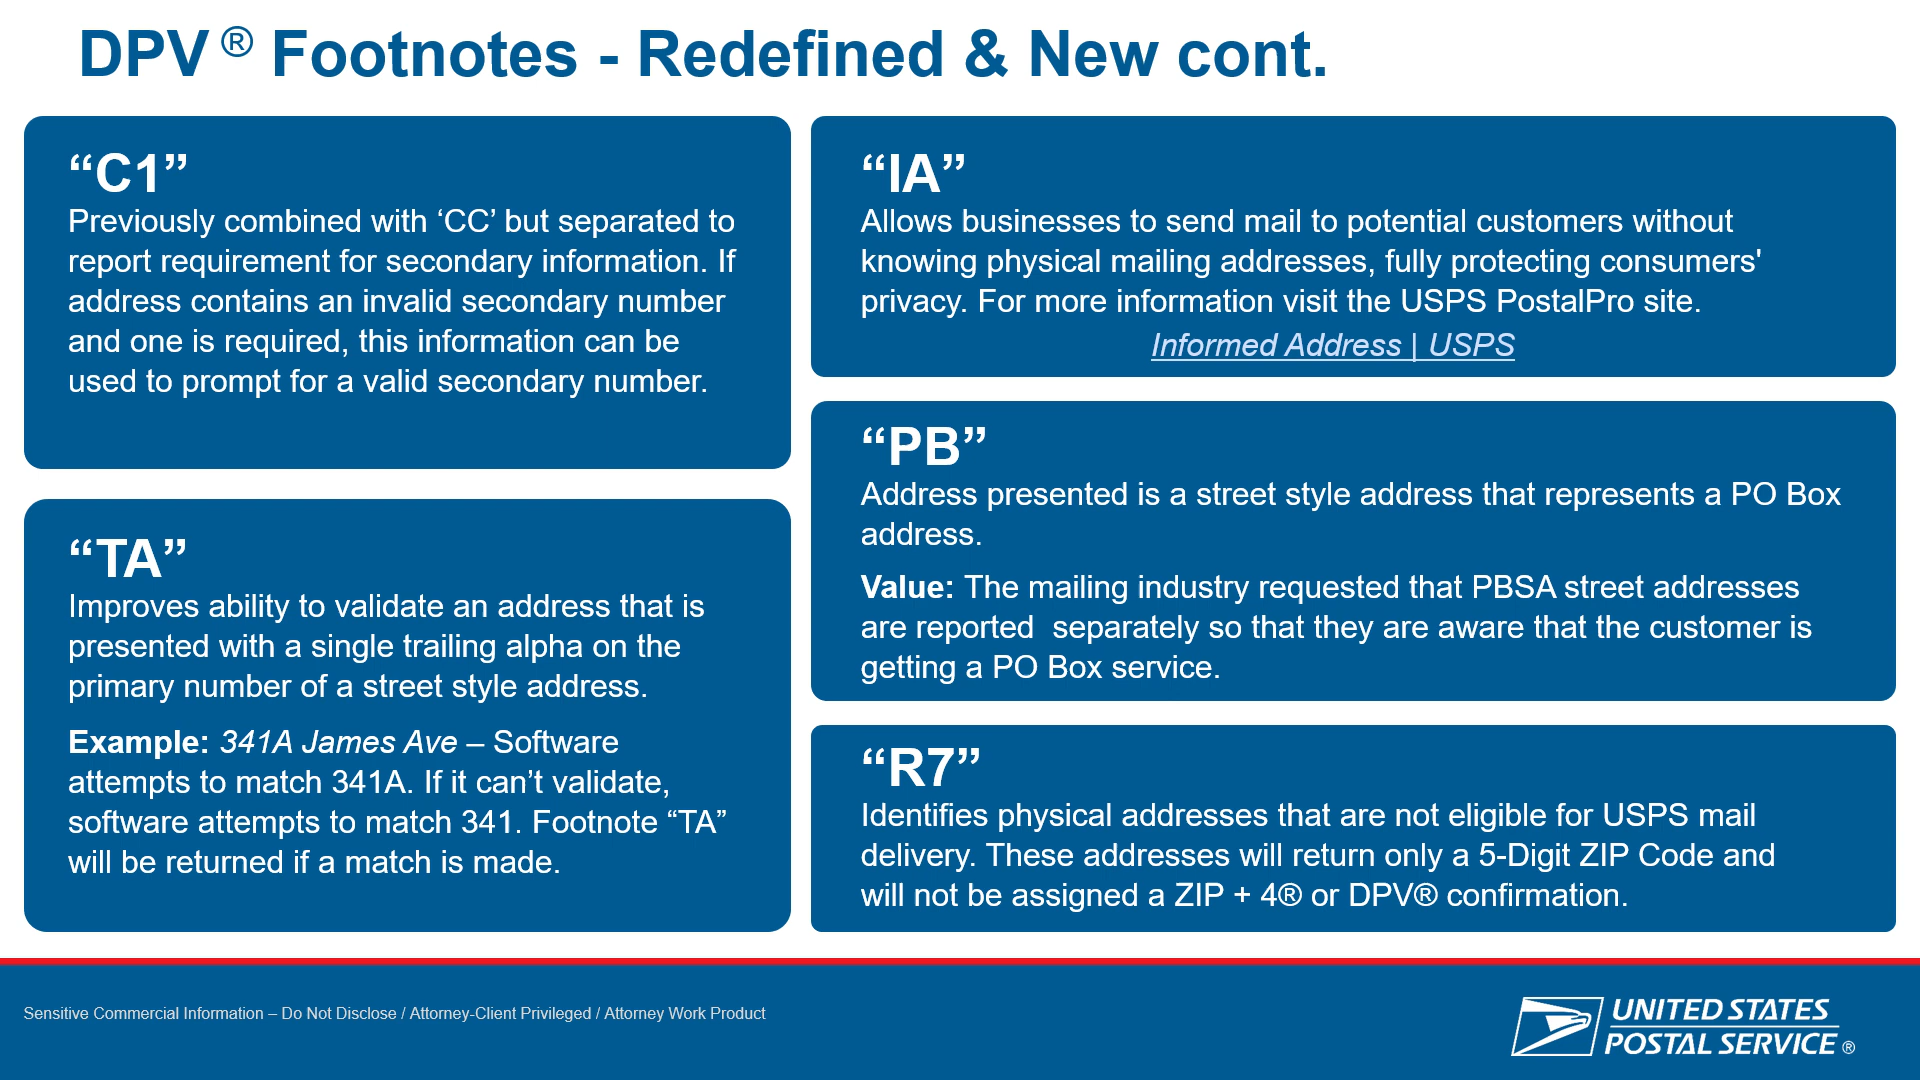 DPV ® Footnotes - Redefined & New cont.
“C1”
Previously combined with ‘CC’ but separated to
report requirement for secondary information. If
address contains an invalid secondary number
and one is required, this information can be
used to prompt for a valid secondary number.
“TA”
Improves ability to validate an address that is
presented with a single trailing alpha on the
primary number of a street style address.
Example: 341A James Ave – Software
attempts to match 341A. If it can’t validate,
software attempts to match 341. Footnote “TA”
will be returned if a match is made.
“IA”
Allows businesses to send mail to potential customers without
knowing physical mailing addresses, fully protecting consumers'
privacy. For more information visit the USPS PostalPro site.
Informed Address | USPS
“PB”
Address presented is a street style address that represents a PO Box
address.
Value: The mailing industry requested that PBSA street addresses
are reported  separately so that they are aware that the customer is
getting a PO Box service.
“R7”
Identifies physical addresses that are not eligible for USPS mail
delivery. These addresses will return only a 5-Digit ZIP Code and
will not be assigned a ZIP + 4® or DPV® confirmation.
Sensitive Commercial Information – Do Not Disclose / Attorney-Client Privileged / Attorney Work Product
UNITED STATES
POSTAL SERVICE ®